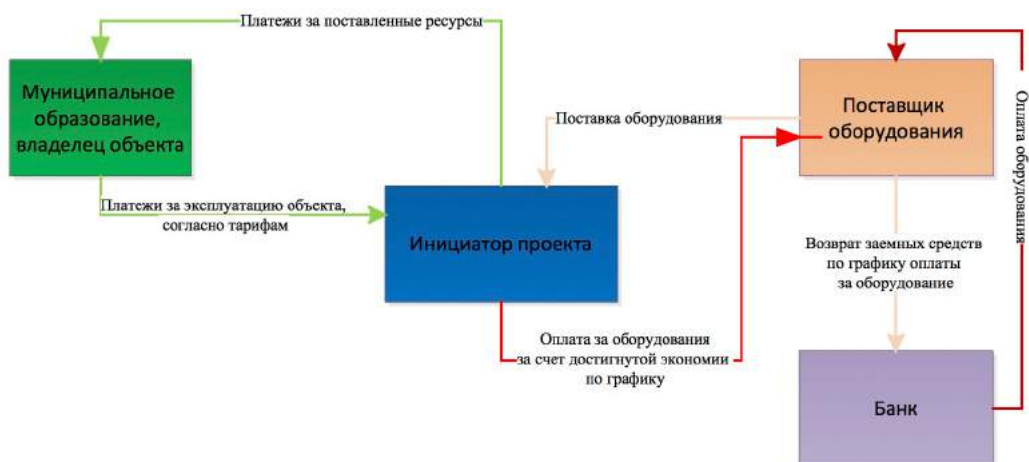 Платежи за поставленные ресурсы
Муниципальное
образование,
владелец объекта
Поставщик
оборудования
Оплата оборудования
Поставка оборудования
Платежи за эксплуатацию объекта,
согласно тарифам
Инициатор проекта
Возврат заемных средств
по графику оплаты
за оборудование
Оплата за оборудования
за счет достигнутой экономии
по графику
Банк